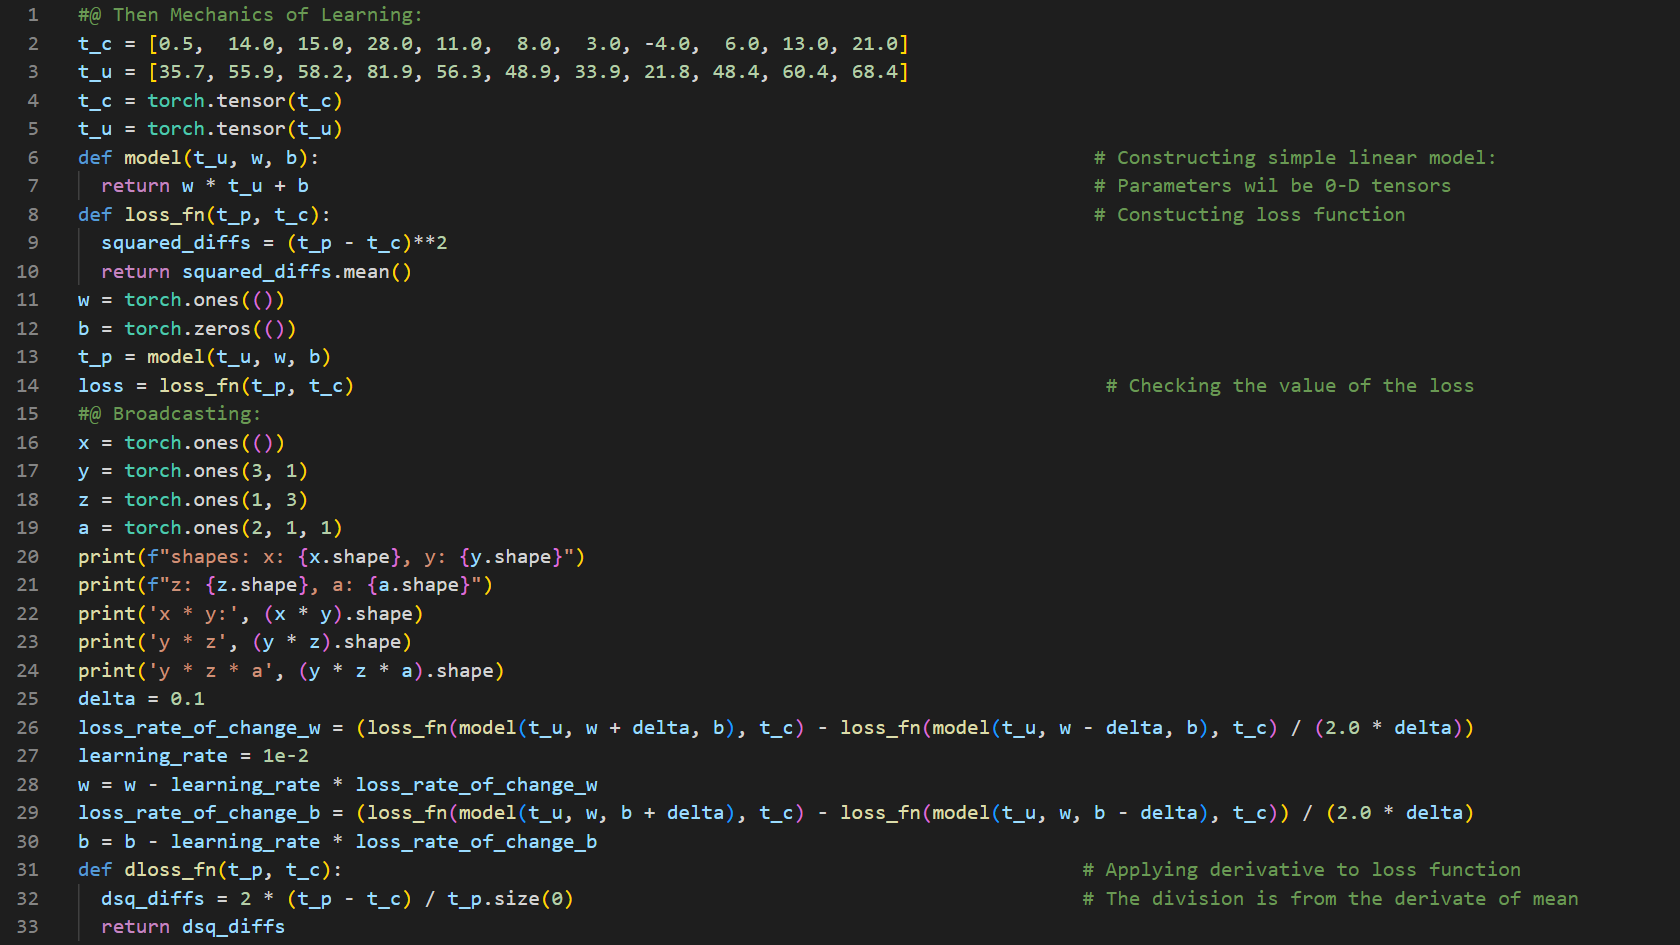 1 #@ Then Mechanics of Learning:
2 t_c = [0.5,  14.0, 15.0, 28.0, 11.0,  8.0,  3.0, -4.0,  6.0, 13.0, 21.0]
3 t_u = [35.7, 55.9, 58.2, 81.9, 56.3, 48.9, 33.9, 21.8, 48.4, 60.4, 68.4]
4 t_c = torch.tensor(t_c)
5 t_u = torch.tensor(t_u)
6 def model(t_u, w, b): # Constructing simple linear model:
7   return w * t_u + b # Parameters wil be 0-D tensors
8 def loss_fn(t_p, t_c): # Constucting loss function
9   squared_diffs = (t_p - t_c)**2
10   return squared_diffs.mean()
11 w = torch.ones(())
12 b = torch.zeros(())
13 t_p = model(t_u, w, b)
14 loss = loss_fn(t_p, t_c) # Checking the value of the loss
15 #@ Broadcasting:
16 x = torch.ones(())
17 y = torch.ones(3, 1)
18 z = torch.ones(1, 3)
19 a = torch.ones(2, 1, 1)
20 print(f"shapes: x: {x.shape}, y: {y.shape}")
21 print(f"z: {z.shape}, a: {a.shape}")
22 print('x * y:', (x * y).shape)
23 print('y * z', (y * z).shape)
24 print('y * z * a', (y * z * a).shape)
25 delta = 0.1
26 loss_rate_of_change_w = (loss_fn(model(t_u, w + delta, b), t_c) - loss_fn(model(t_u, w - delta, b), t_c) / (2.0 * delta))
27 learning_rate = 1e-2
28 w = w - learning_rate * loss_rate_of_change_w
29 loss_rate_of_change_b = (loss_fn(model(t_u, w, b + delta), t_c) - loss_fn(model(t_u, w, b - delta), t_c)) / (2.0 * delta)
30 b = b - learning_rate * loss_rate_of_change_b
31 def dloss_fn(t_p, t_c): # Applying derivative to loss function
32   dsq_diffs = 2 * (t_p - t_c) / t_p.size(0) # The division is from the derivate of mean
33   return dsq_diffs